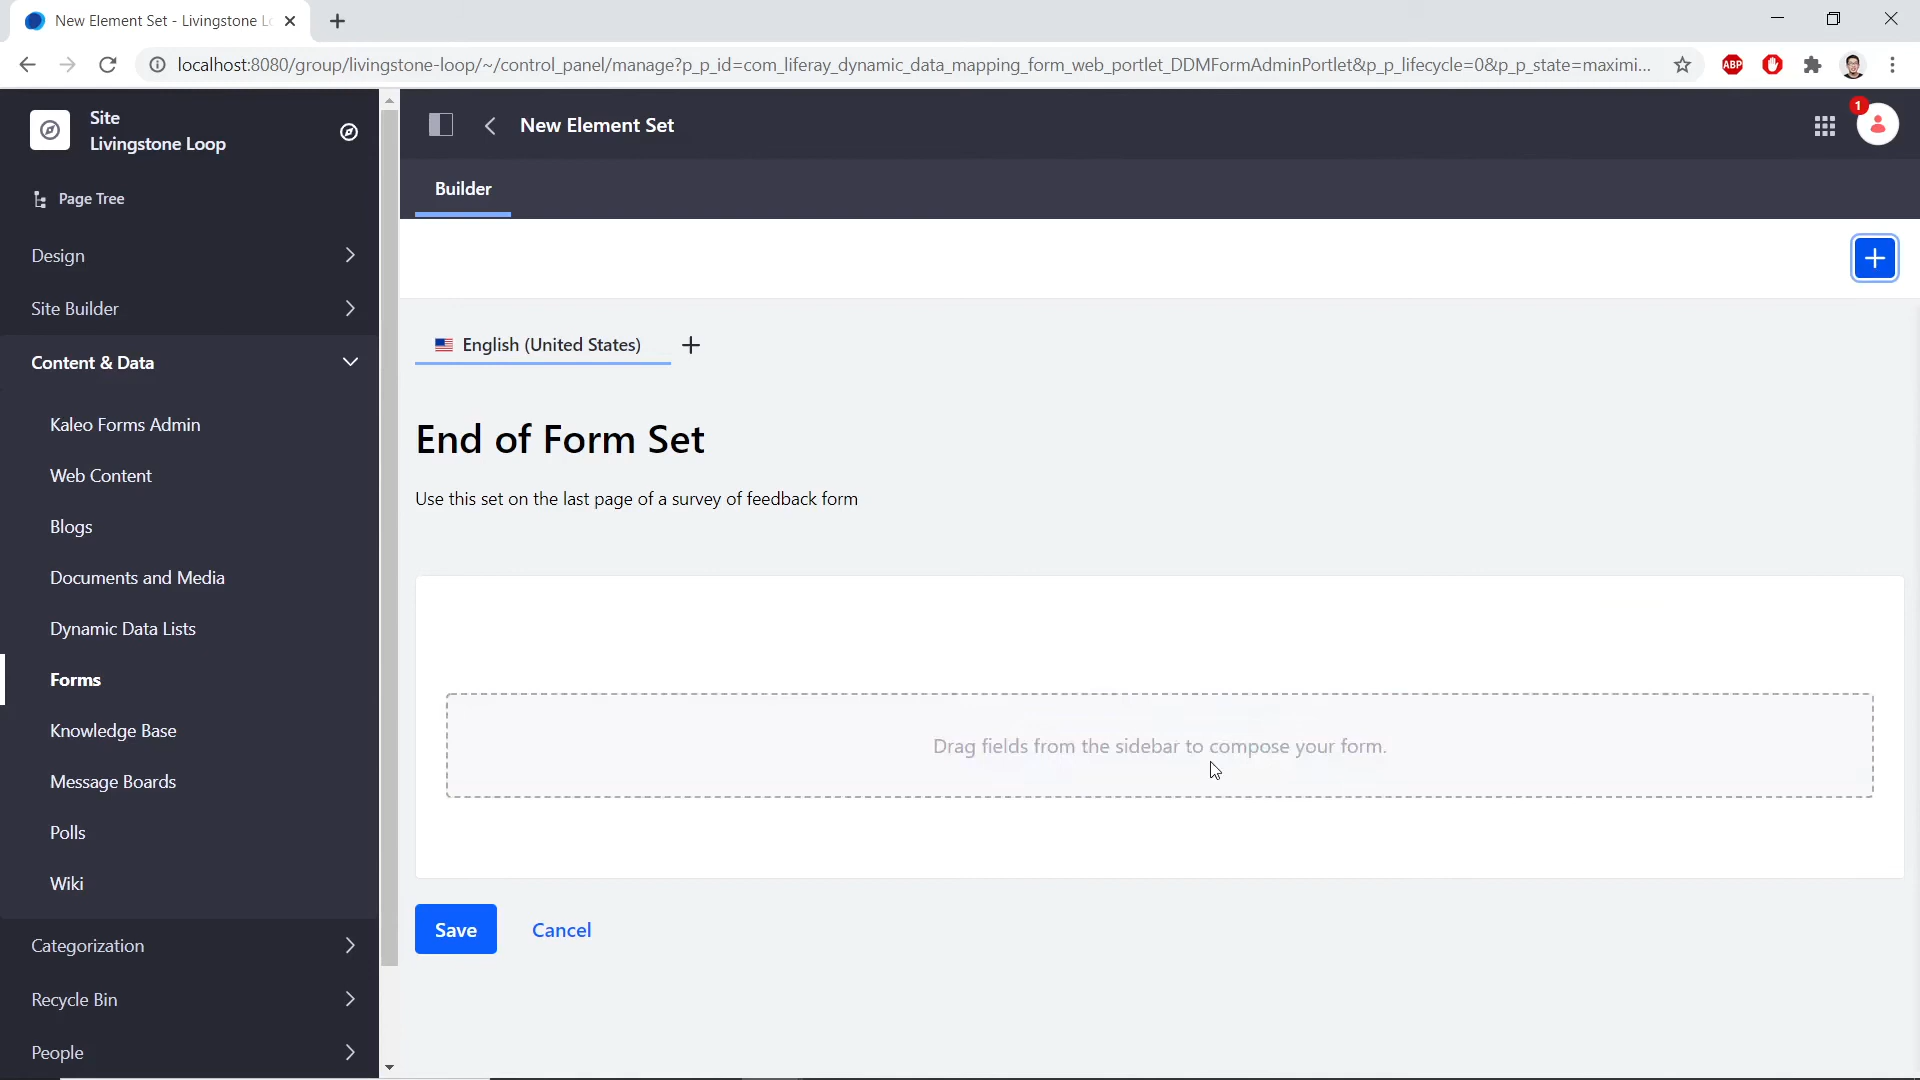 New Element Set - Livingstone Lo
localhost:8080/group/livingstone-loop/~/control_panel/manage?p_p_id=com_liferay_dynamic_data_mapping_form_web_portlet_DDMFormAdminPortlet&p_p_lifecycle=0&p_p_state=maximi...
ABP
Site
Livingstone Loop
New Element Set
1
Page Tree
Builder
Design
Site Builder
Content & Data
English (United States)
Kaleo Forms Admin
End of Form Set
Web Content
Use this set on the last page of a survey of feedback form
Blogs
Documents and Media
Dynamic Data Lists
Forms
Knowledge Base
Drag fields from the sidebar to compose your form.
Message Boards
Polls
Wiki
Save
Cancel
Categorization
Recycle Bin
People